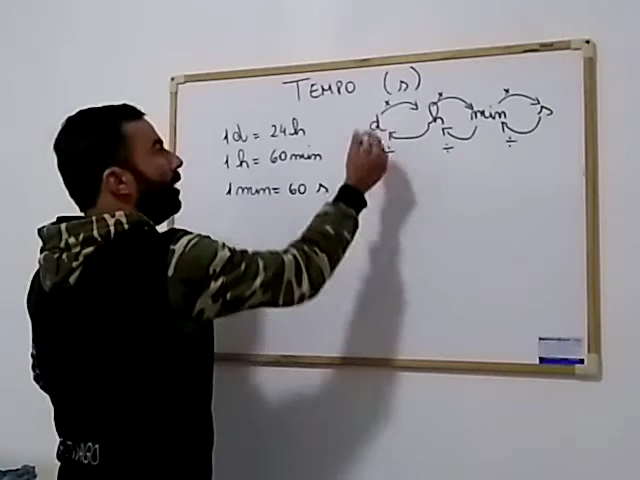 TEMPO (s)
1 d = 24 h
1 h = 60 min
1 min = 60 s
x x x
d h min s
÷ ÷ ÷